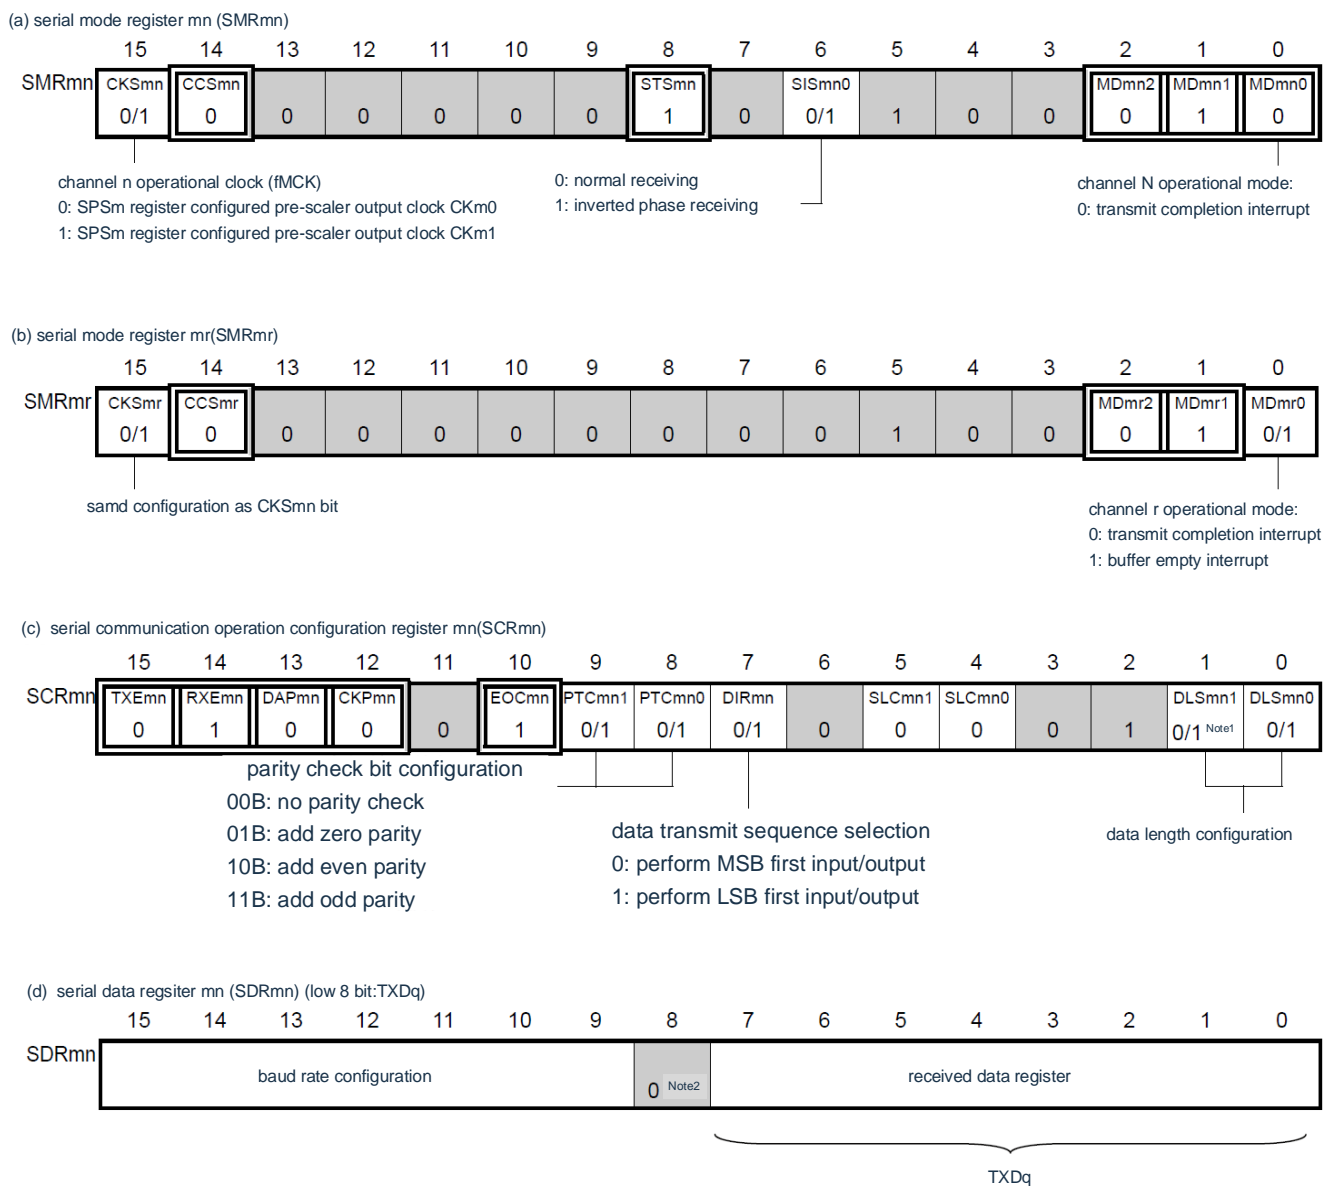 (a) serial mode register mn (SMRmn)
15 14 13 12 11 10 9 8 7 6 5 4 3 2 1 0
SMRmn CKSmn CCSmn STSmn SISmn0 MDmn2 MDmn1 MDmn0
0/1 0 0 0 0 0 0 1 0 0/1 1 0 0 0 1 0
channel n operational clock (fMCK)
0: SPSm register configured pre-scaler output clock CKm0
1: SPSm register configured pre-scaler output clock CKm1
0: normal receiving
1: inverted phase receiving
channel N operational mode:
0: transmit completion interrupt
(b) serial mode register mr(SMRmr)
15 14 13 12 11 10 9 8 7 6 5 4 3 2 1 0
SMRmr CKSmr CCSmr MDmr2 MDmr1 MDmr0
0/1 0 0 0 0 0 0 0 0 0 1 0 0 0 1 0/1
samd configuration as CKSmn bit
channel r operational mode:
0: transmit completion interrupt
1: buffer empty interrupt
(c) serial communication operation configuration register mn(SCRmn)
15 14 13 12 11 10 9 8 7 6 5 4 3 2 1 0
SCRmn TXEmn RXEmn DAPmn CKPmn EOCmn PTCmn1 PTCmn0 DIRmn SLCmn1 SLCmn0 DLSmn1 DLSmn0
0 1 0 0 0 1 0/1 0/1 0/1 0 0 0 0 1 0/1 Note1 0/1
parity check bit configuration
00B: no parity check
01B: add zero parity
10B: add even parity
11B: add odd parity
data transmit sequence selection
0: perform MSB first input/output
1: perform LSB first input/output
data length configuration
(d) serial data regsiter mn (SDRmn) (low 8 bit:TXDq)
15 14 13 12 11 10 9 8 7 6 5 4 3 2 1 0
SDRmn
baud rate configuration 0 Note2 received data register
TXDq